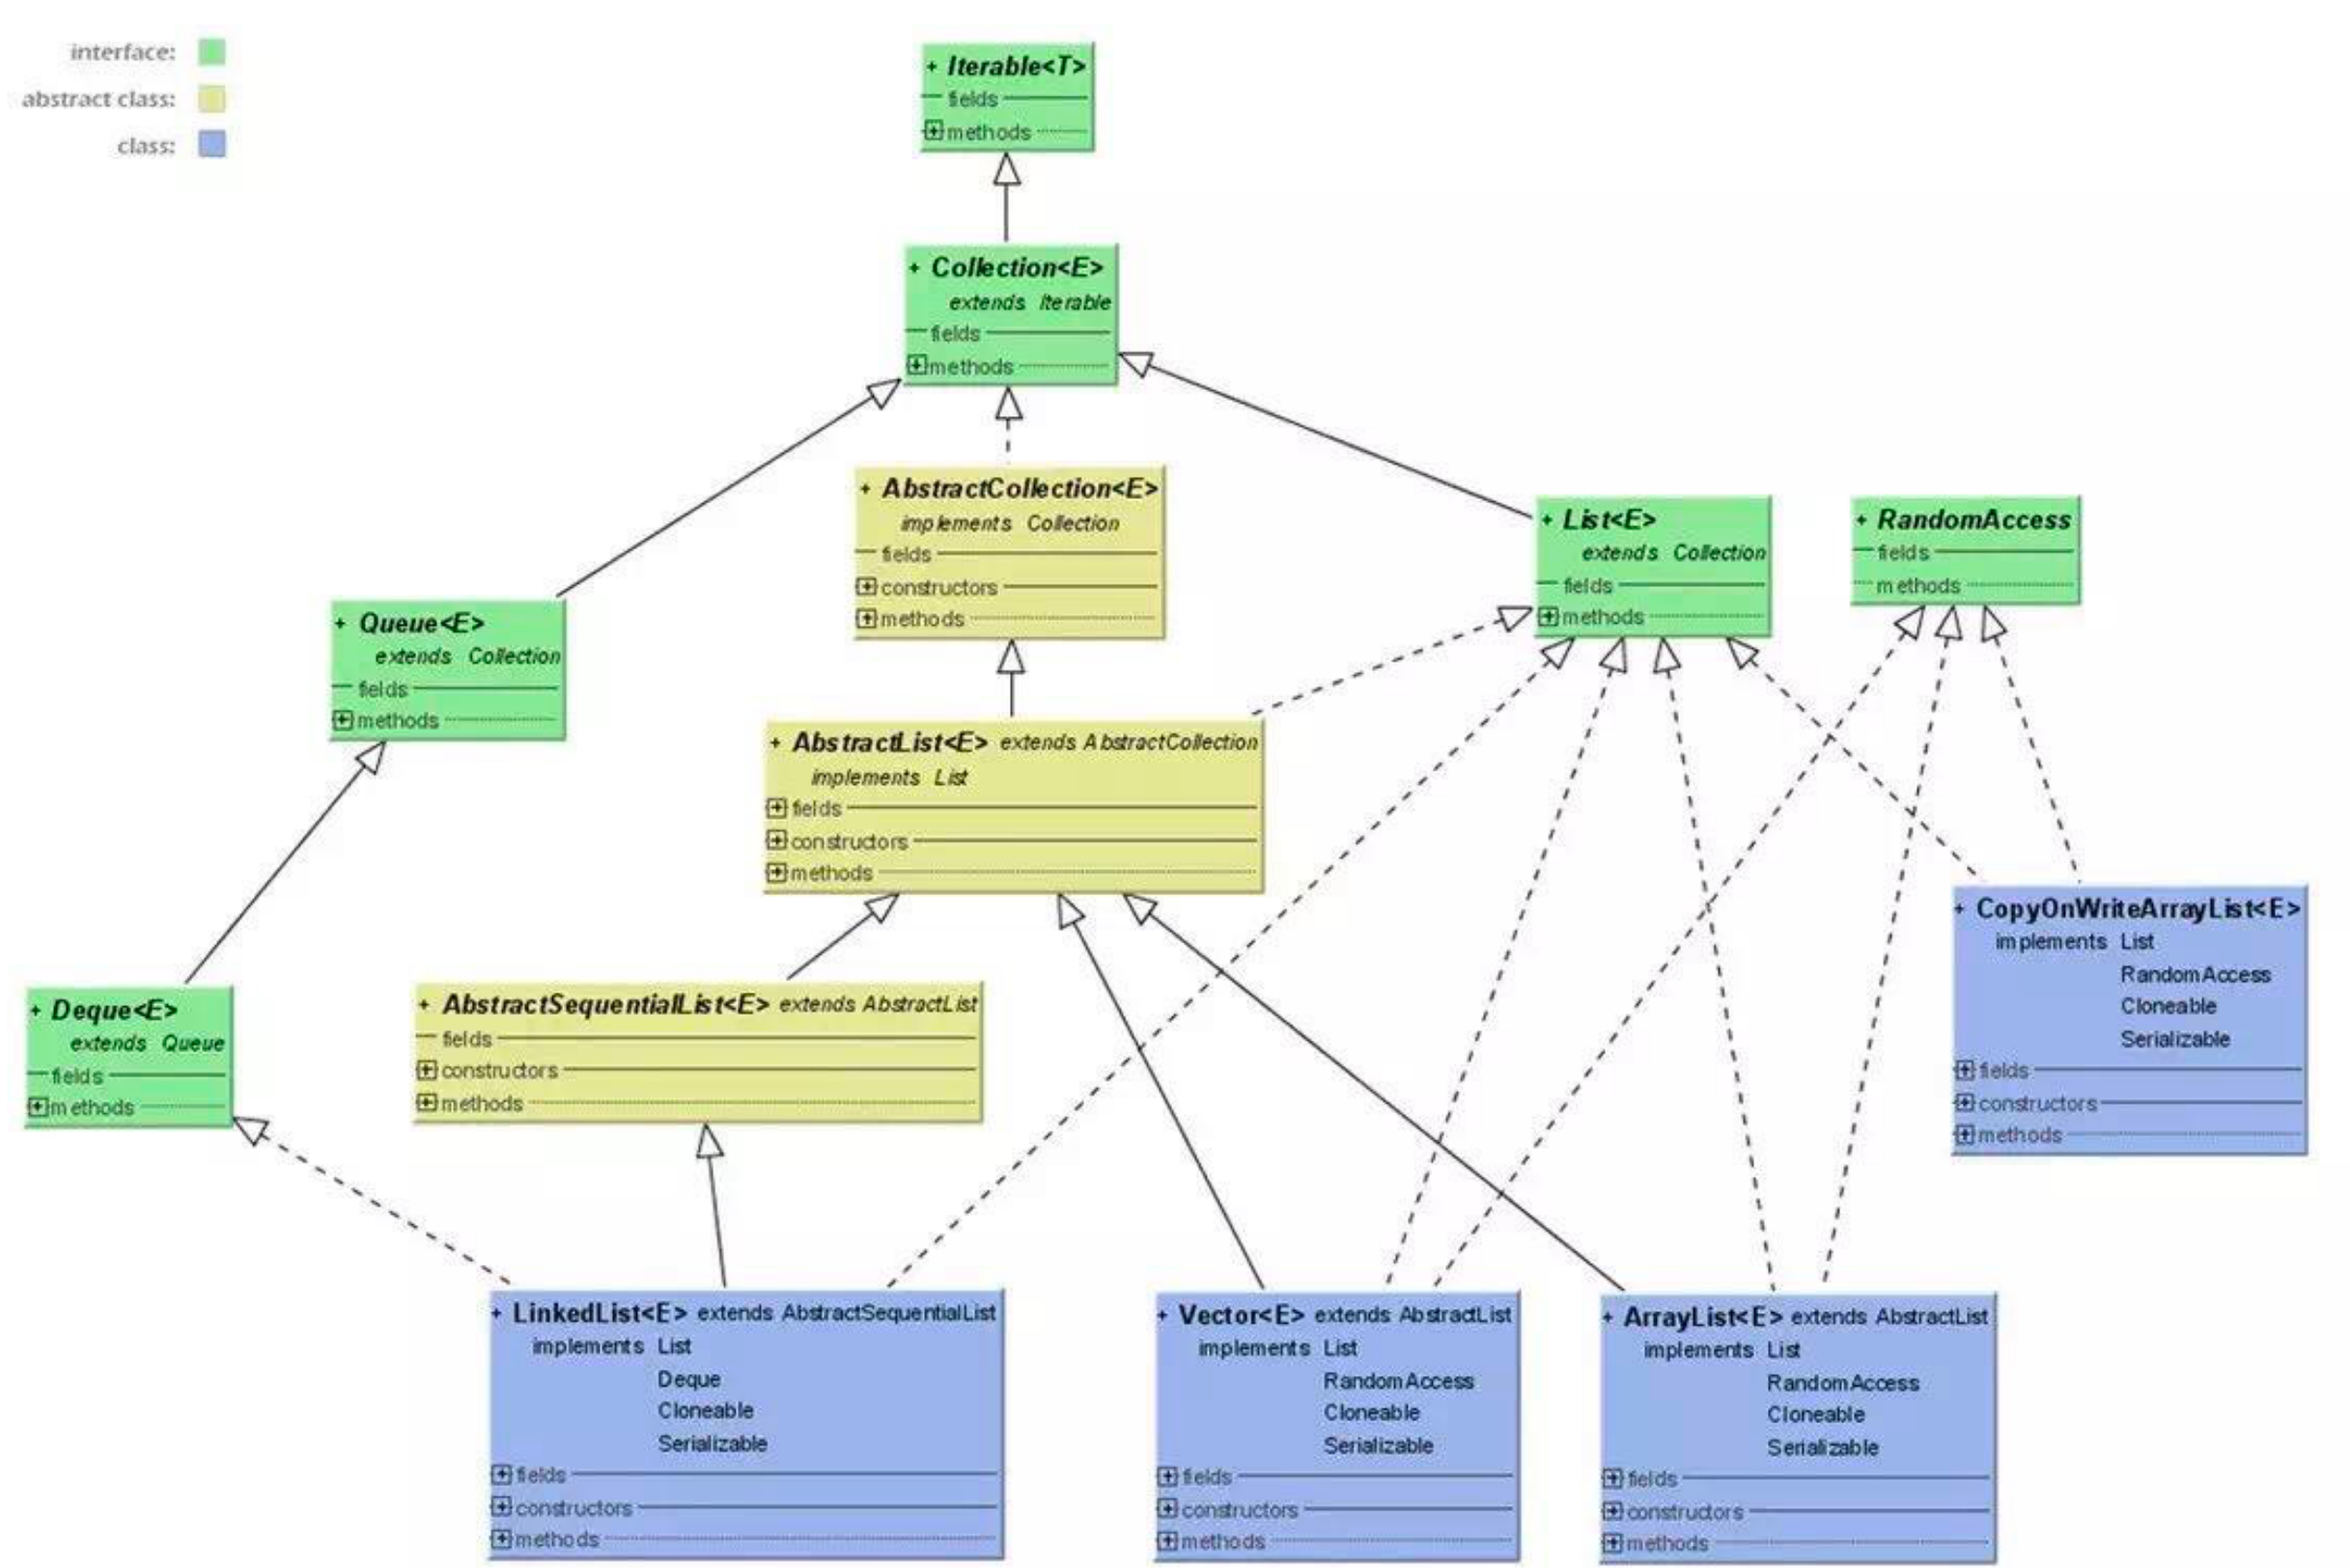 interface:
abstract class:
class:
+ Iterable<T>
fields
methods
+ Collection<E>
extends Iterable
fields
methods
+ AbstractCollection<E>
implements Collection
fields
constructors
methods
+ List<E>
extends Collection
fields
methods
+ RandomAccess
fields
methods
+ Queue<E>
extends Collection
fields
methods
+ AbstractList<E> extends AbstractCollection
implements List
fields
constructors
methods
+ CopyOnWriteArrayList<E>
implements List
RandomAccess
Cloneable
Serializable
fields
constructors
methods
+ Deque<E>
extends Queue
fields
methods
+ AbstractSequentialList<E> extends AbstractList
fields
constructors
methods
+ LinkedList<E> extends AbstractSequentialList
implements List
Deque
Cloneable
Serializable
fields
constructors
methods
+ Vector<E> extends AbstractList
implements List
RandomAccess
Cloneable
Serializable
fields
constructors
methods
+ ArrayList<E> extends AbstractList
implements List
RandomAccess
Cloneable
Serializable
fields
constructors
methods